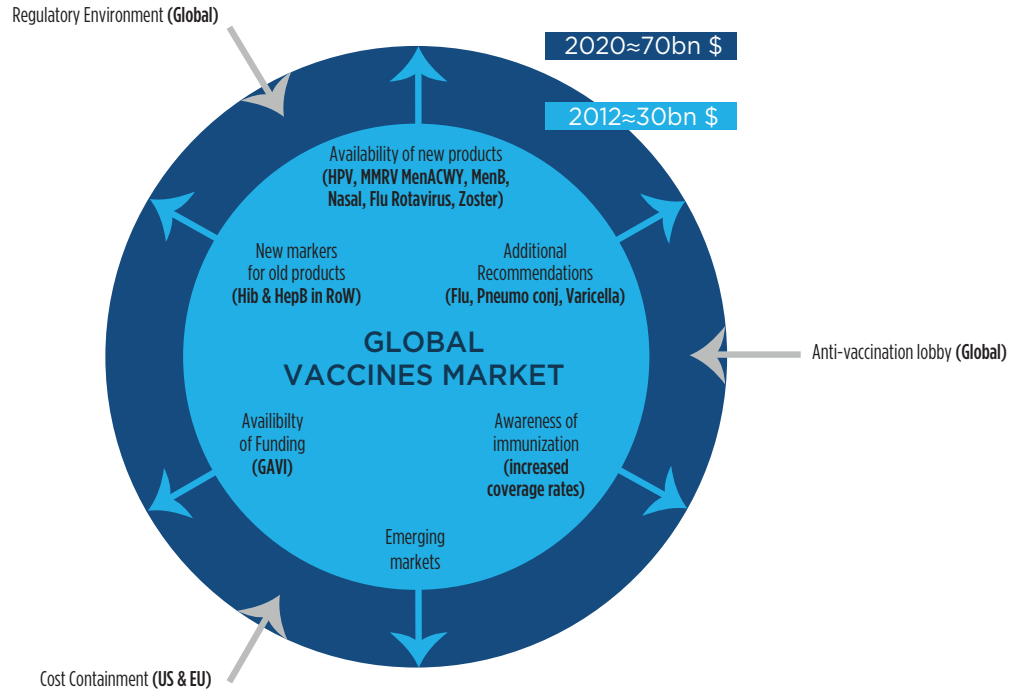 Regulatory Environment (Global)
2020≈70bn $
2012≈30bn $
Availability of new products
(HPV, MMRV MenACWY, MenB,
Nasal, Flu Rotavirus, Zoster)
New markers
for old products
(Hib & HepB in RoW)
Additional
Recommendations
(Flu, Pneumo conj, Varicella)
GLOBAL
VACCINES MARKET
Anti-vaccination lobby (Global)
Availibilty
of Funding
(GAVI)
Awareness of
immunization
(increased
coverage rates)
Emerging
markets
Cost Containment (US & EU)